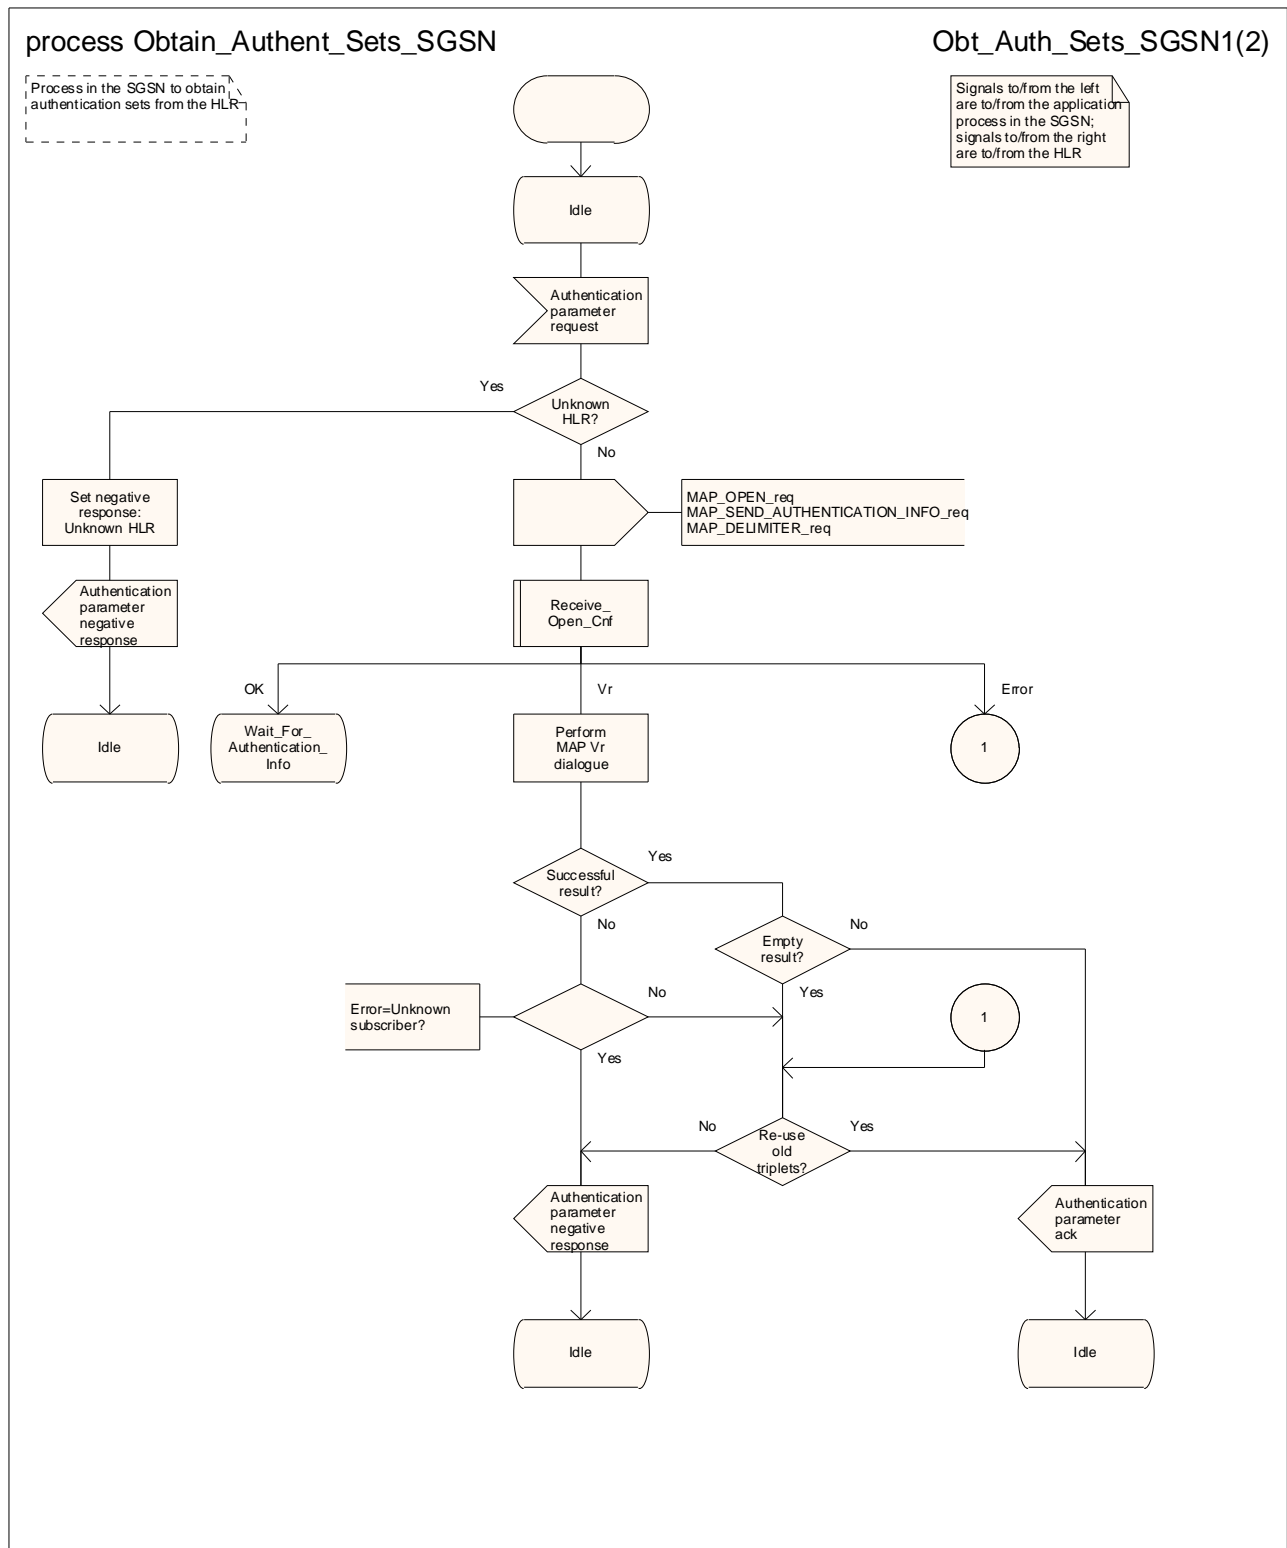 process Obtain_Authent_Sets_SGSN
Obt_Auth_Sets_SGSN1(2)
Process in the SGSN to obtain
authentication sets from the HLR
Signals to/from the left
are to/from the application
process in the SGSN;
signals to/from the right
are to/from the HLR
Idle
Authentication
parameter
request
Yes
Unknown
HLR?
No
Set negative
response:
Unknown HLR
MAP_OPEN_req
MAP_SEND_AUTHENTICATION_INFO_req
MAP_DELIMITER_req
Authentication
parameter
negative
response
Receive_
Open_Cnf
OK
Vr
Error
Idle
Wait_For_
Authentication_
Info
Perform
MAP Vr
dialogue
1
Successful
result?
Yes
No
Empty
result?
No
Yes
Error=Unknown
subscriber?
No
Yes
1
No
Re-use
old
triplets?
Yes
Authentication
parameter
negative
response
Authentication
parameter
ack
Idle
Idle